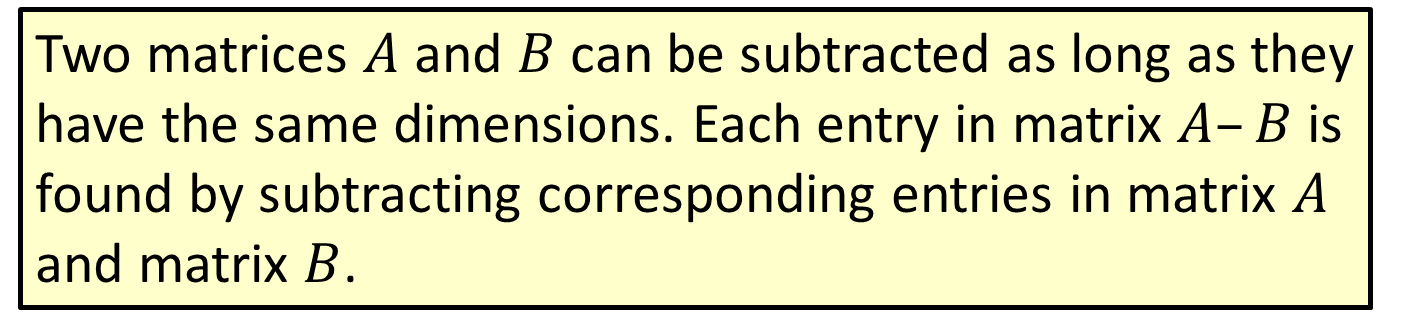 Two matrices A and B can be subtracted as long as they
have the same dimensions. Each entry in matrix A– B is
found by subtracting corresponding entries in matrix A
and matrix B.